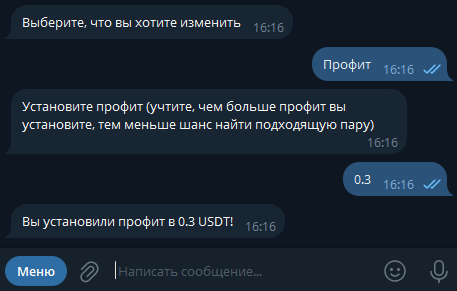 Выберите, что вы хотите изменить 16:16
Профит 16:16
Установите профит (учтите, чем больше профит вы
установите, тем меньше шанс найти подходящую пару)
16:16
0.3 16:16
Вы установили профит в 0.3 USDT! 16:16
Меню Написать сообщение...